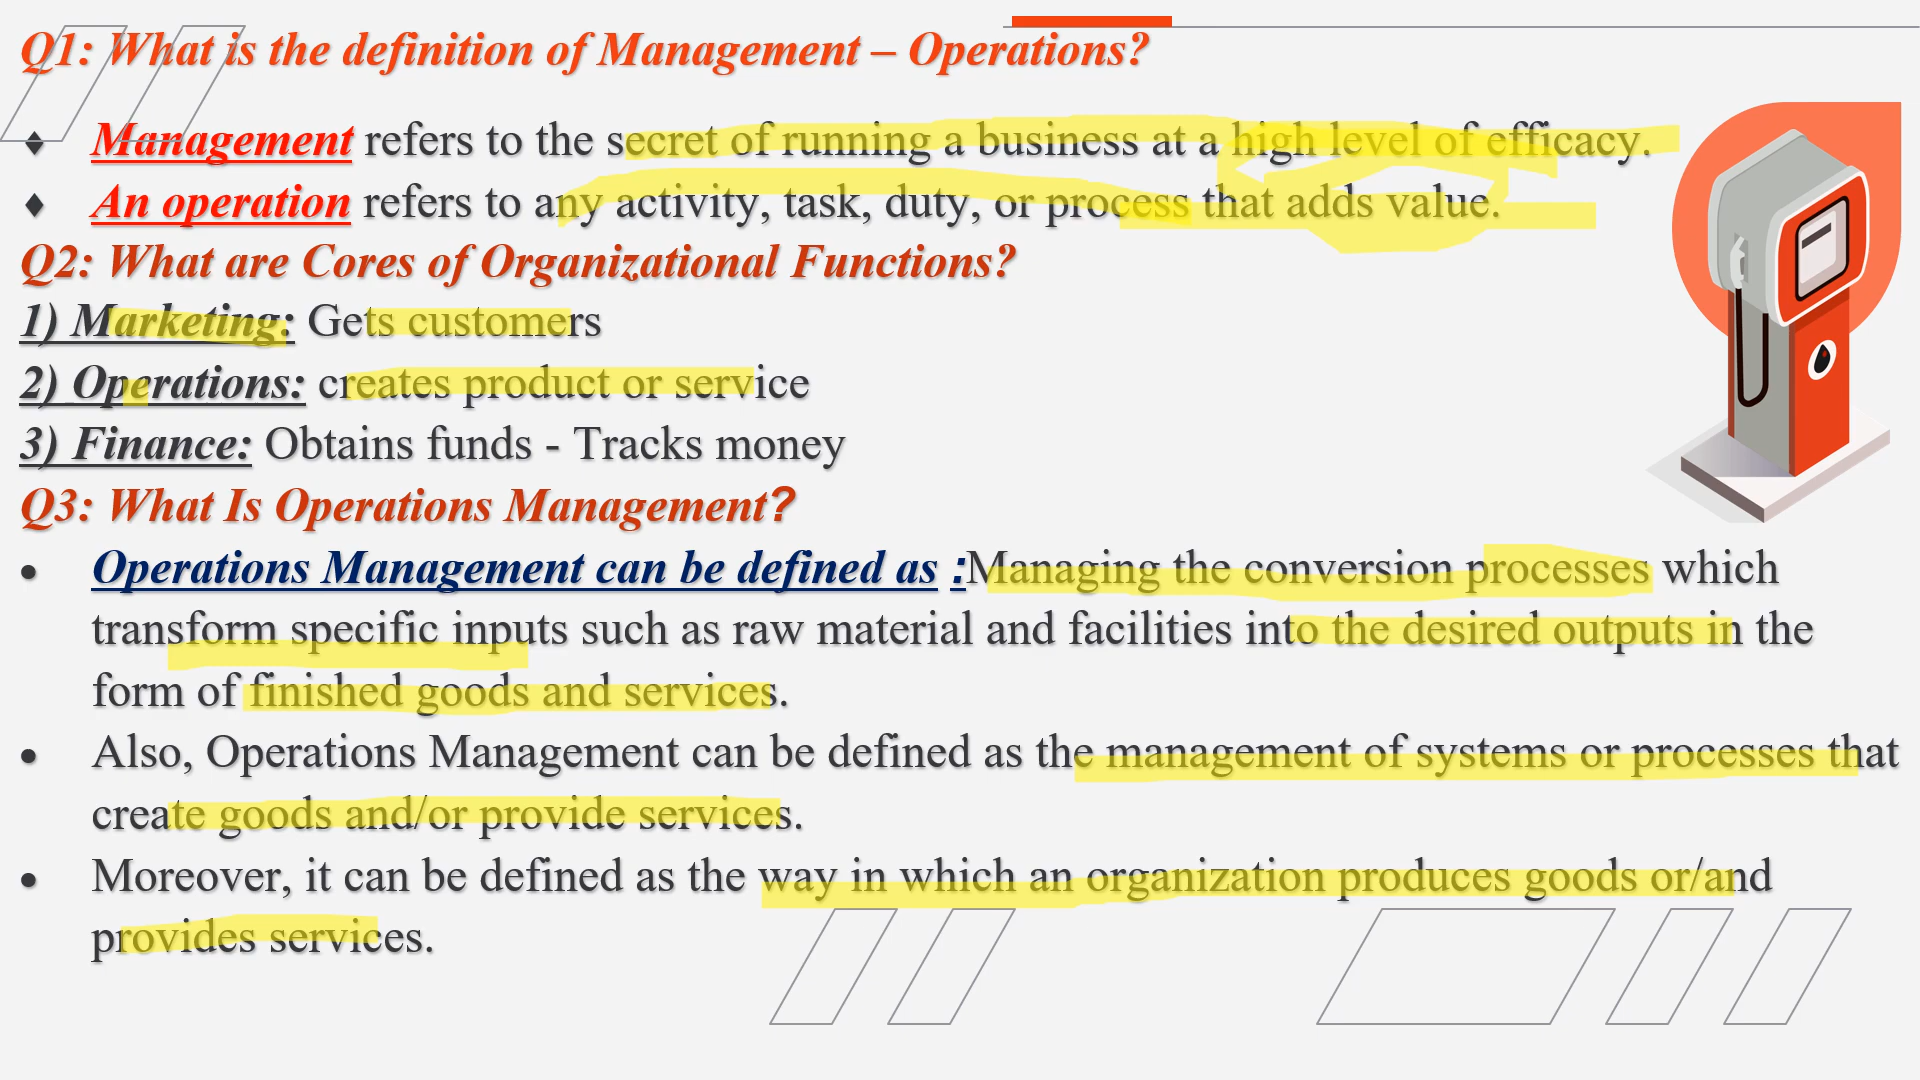 Q1: What is the definition of Management – Operations?
♦ Management refers to the secret of running a business at a high level of efficacy.
♦ An operation refers to any activity, task, duty, or process that adds value.
Q2: What are Cores of Organizational Functions?
1) Marketing: Gets customers
2) Operations: creates product or service
3) Finance: Obtains funds - Tracks money
Q3: What Is Operations Management?
• Operations Management can be defined as :Managing the conversion processes which
transform specific inputs such as raw material and facilities into the desired outputs in the
form of finished goods and services.
• Also, Operations Management can be defined as the management of systems or processes that
create goods and/or provide services.
• Moreover, it can be defined as the way in which an organization produces goods or/and
provides services.